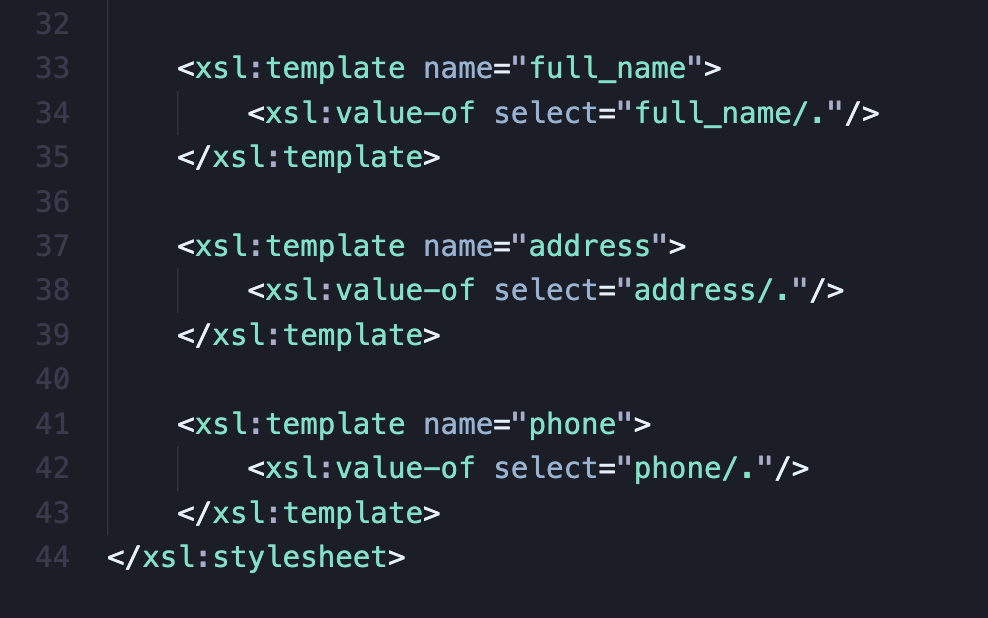 32
33 <xsl:template name="full_name">
34 <xsl:value-of select="full_name/."/>
35 </xsl:template>
36
37 <xsl:template name="address">
38 <xsl:value-of select="address/."/>
39 </xsl:template>
40
41 <xsl:template name="phone">
42 <xsl:value-of select="phone/."/>
43 </xsl:template>
44 </xsl:stylesheet>